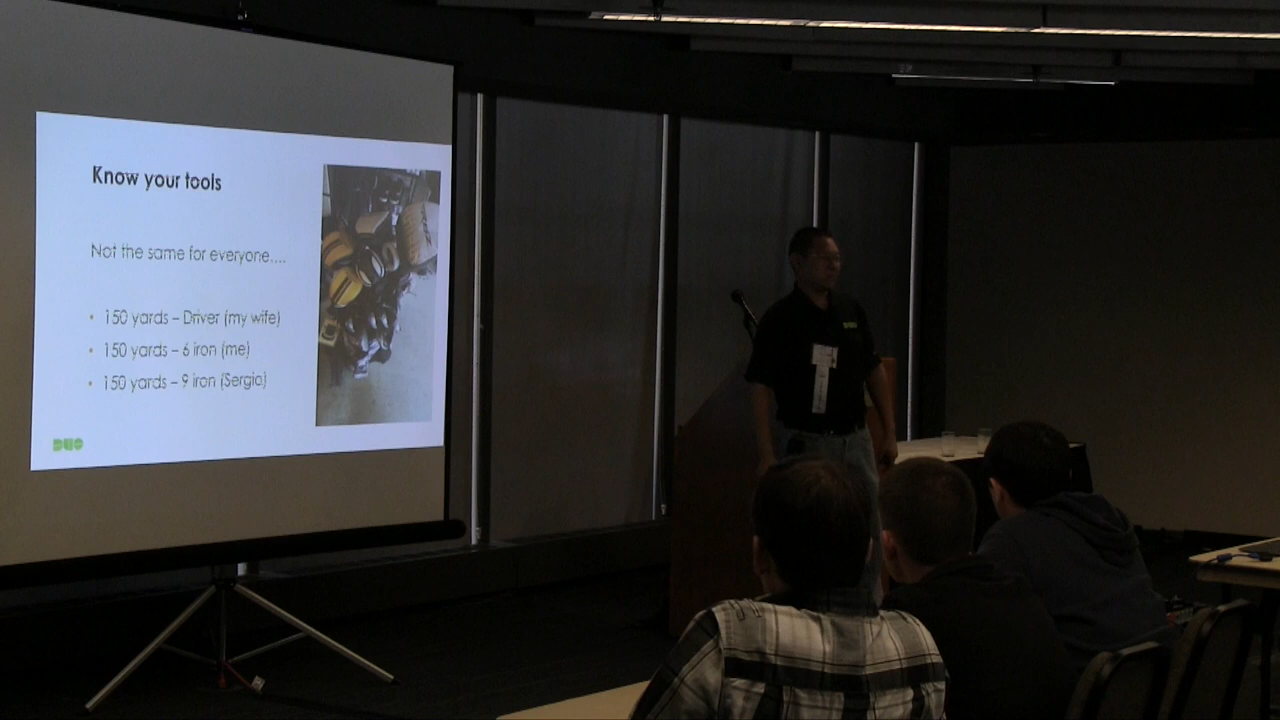 Know your tools
Not the same for everyone....
• 150 yards – Driver (my wife)
• 150 yards – 6 iron (me)
• 150 yards – 9 iron (Sergio)
DUO